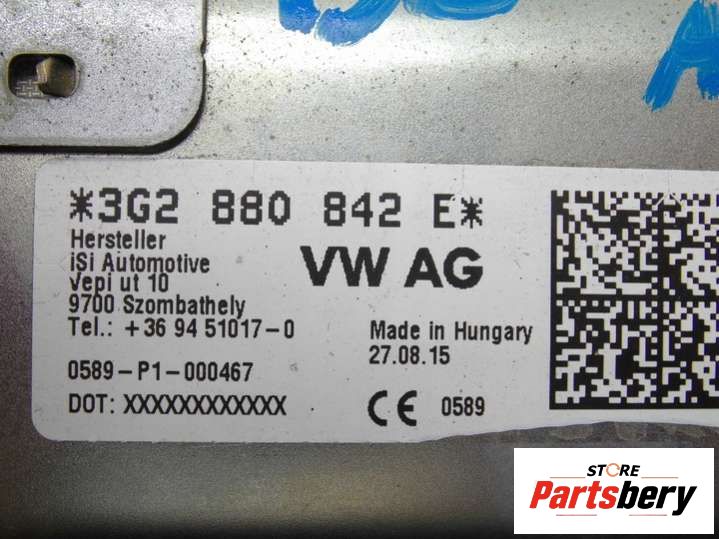 *3G2 880 842 E*
Hersteller
iSi Automotive
Vepi ut 10
9700 Szombathely
Tel.: +36 94 51017-0
VW AG
Made in Hungary
27.08.15
0589-P1-000467
DOT: XXXXXXXXXXXX
CE 0589
STORE
Partsbery